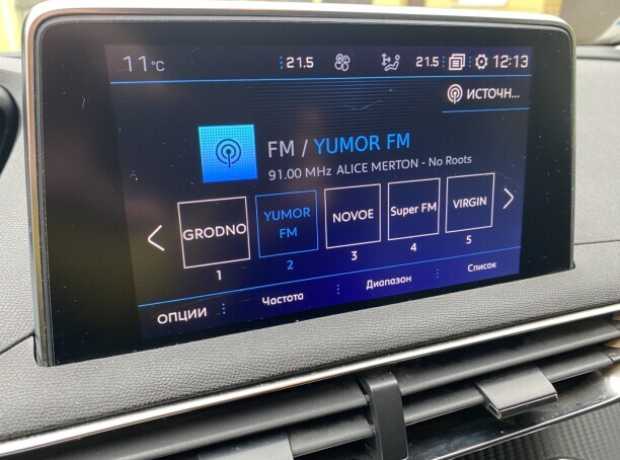 11°C 21.5 21.5 12:13
ИСТОЧН...
FM / YUMOR FM
91.00 MHz ALICE MERTON - No Roots
GRODNO
YUMOR
FM
NOVOE
Super FM
VIRGIN
1 2 3 4 5
ОПЦИИ Частота Диапазон Список